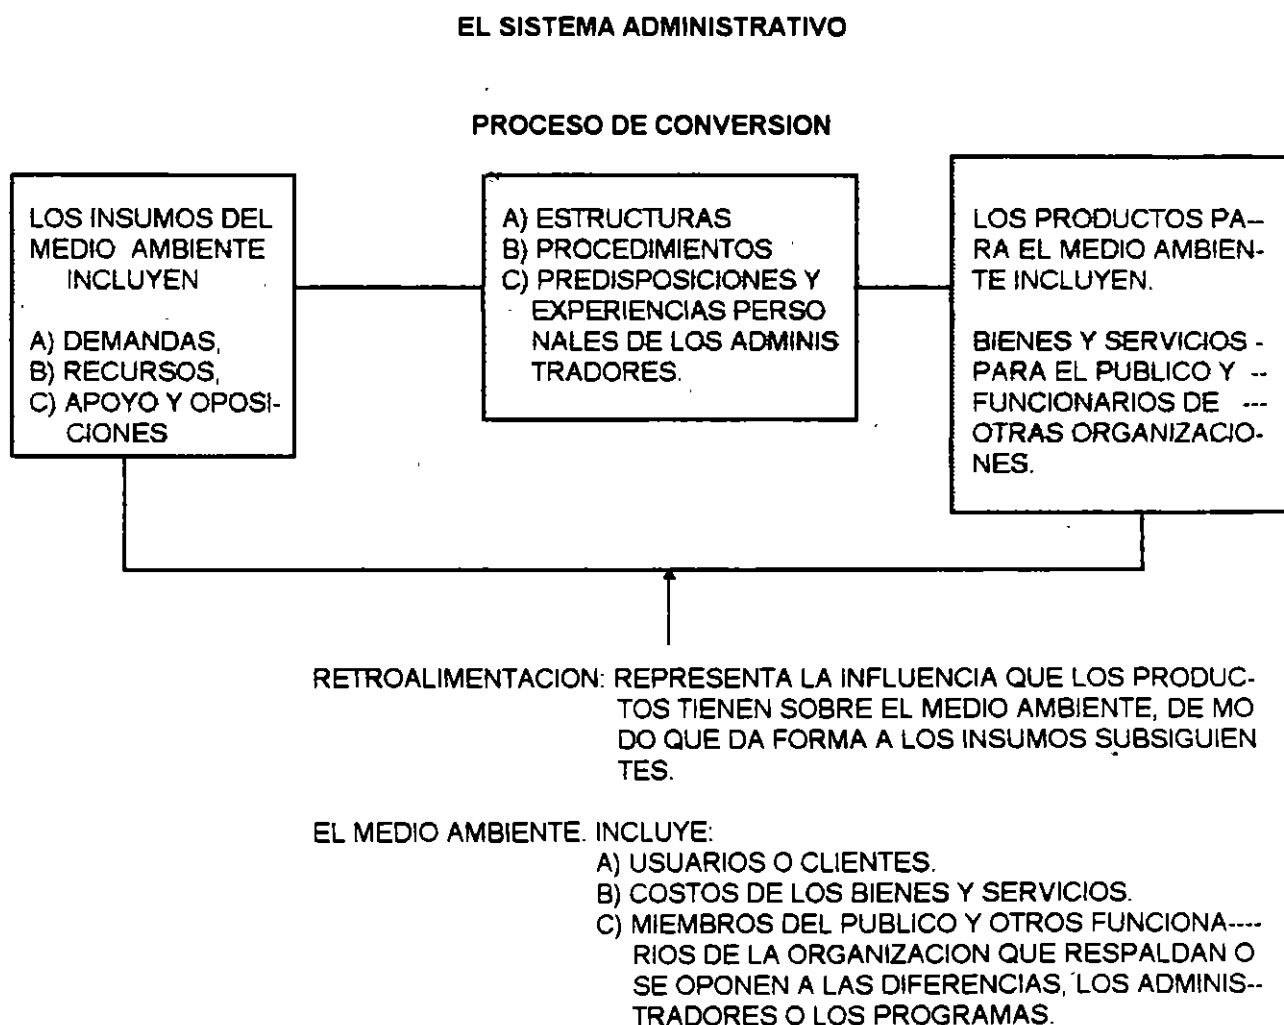 EL SISTEMA ADMINISTRATIVO
PROCESO DE CONVERSION
LOS INSUMOS DEL
MEDIO AMBIENTE
INCLUYEN
A) DEMANDAS,
B) RECURSOS,
C) APOYO Y OPOSI-
CIONES
A) ESTRUCTURAS
B) PROCEDIMIENTOS
C) PREDISPOSICIONES Y
EXPERIENCIAS PERSO
NALES DE LOS ADMINIS
TRADORES.
LOS PRODUCTOS PA--
RA EL MEDIO AMBIEN-
TE INCLUYEN.
BIENES Y SERVICIOS -
PARA EL PUBLICO Y --
FUNCIONARIOS DE ---
OTRAS ORGANIZACIO-
NES.
RETROALIMENTACION: REPRESENTA LA INFLUENCIA QUE LOS PRODUC-
TOS TIENEN SOBRE EL MEDIO AMBIENTE, DE MO
DO QUE DA FORMA A LOS INSUMOS SUBSIGUIEN
TES.
EL MEDIO AMBIENTE. INCLUYE:
A) USUARIOS O CLIENTES.
B) COSTOS DE LOS BIENES Y SERVICIOS.
C) MIEMBROS DEL PUBLICO Y OTROS FUNCIONA----
RIOS DE LA ORGANIZACION QUE RESPALDAN O
SE OPONEN A LAS DIFERENCIAS, LOS ADMINIS--
TRADORES O LOS PROGRAMAS.